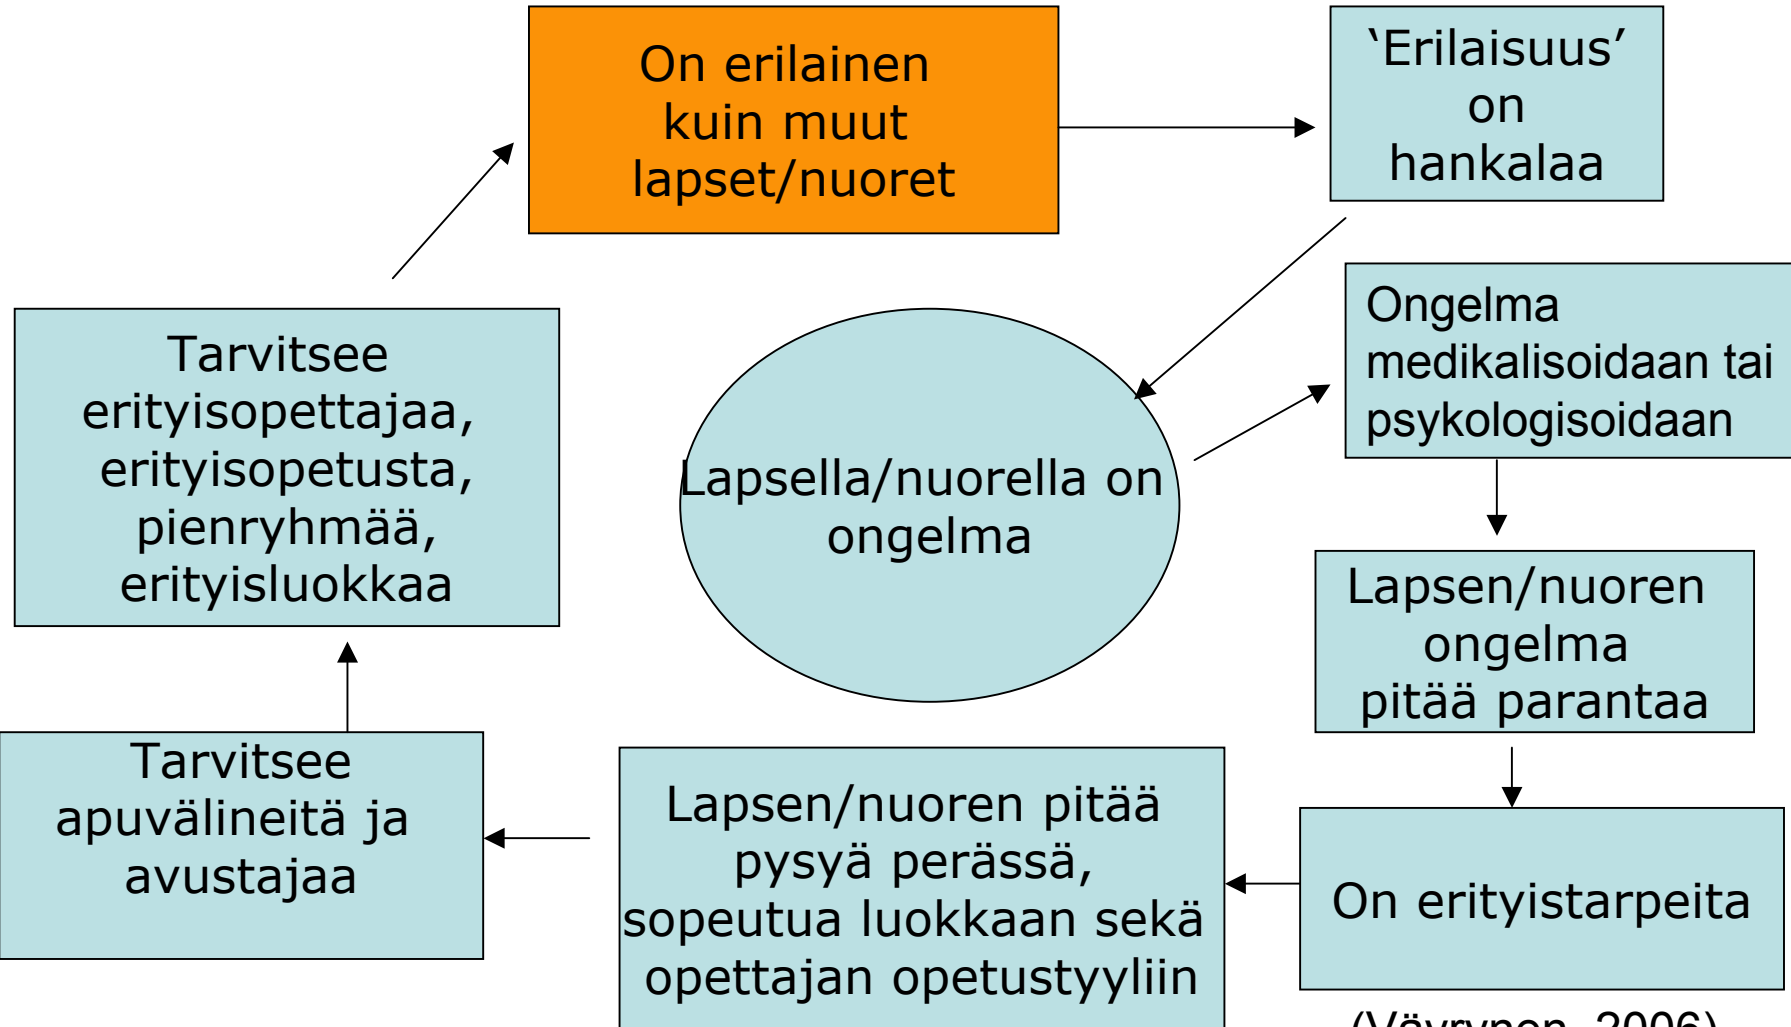 On erilainen
kuin muut
lapset/nuoret
‘Erilaisuus’
on
hankalaa
Lapsella/nuorella on
ongelma
Ongelma
medikalisoidaan tai
psykologisoidaan
Lapsen/nuoren
ongelma
pitää parantaa
On erityistarpeita
Lapsen/nuoren pitää
pysyä perässä,
sopeutua luokkaan sekä
opettajan opetustyyliin
Tarvitsee
apuvälineitä ja
avustajaa
Tarvitsee
erityisopettajaa,
erityisopetusta,
pienryhmää,
erityisluokkaa
(Väyrynen, 2006)